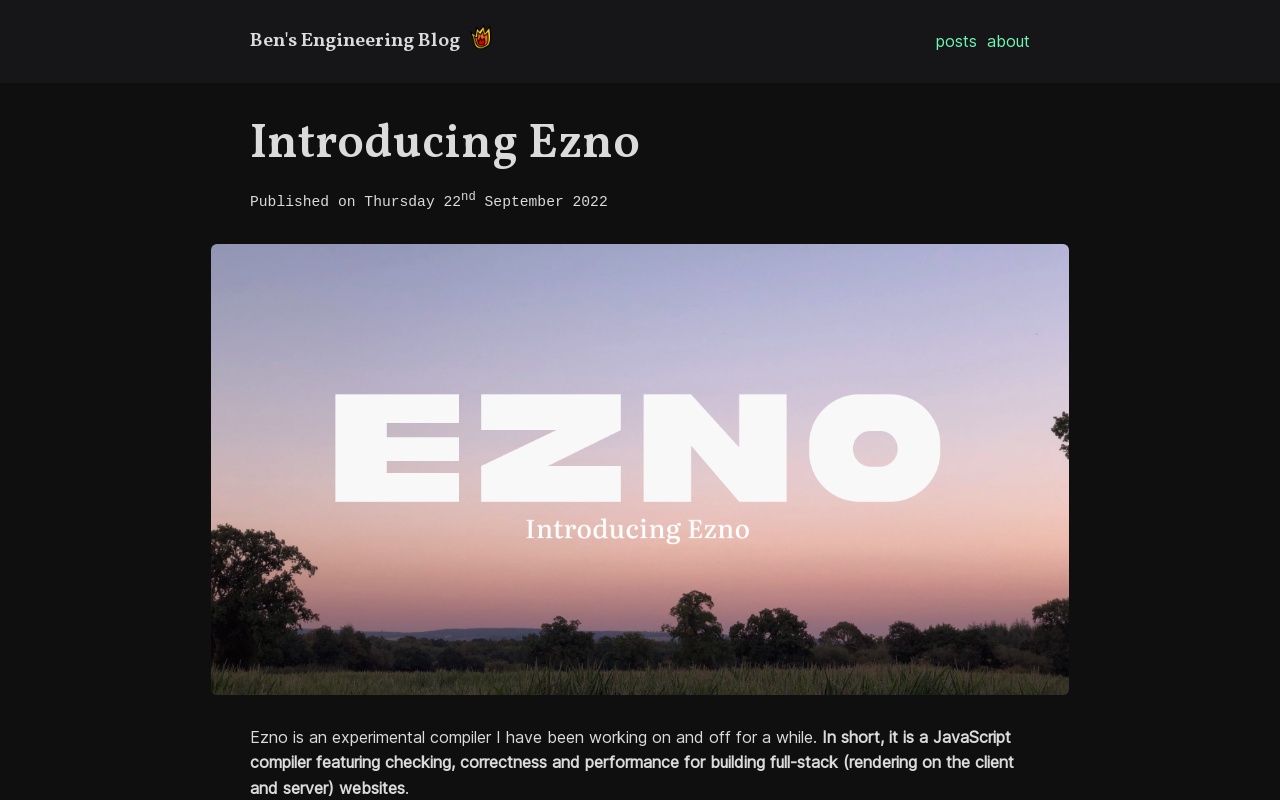 Ben's Engineering Blog
posts about
Introducing Ezno
Published on Thursday 22nd September 2022
EZNO
Introducing Ezno
Ezno is an experimental compiler I have been working on and off for a while. In short, it is a JavaScript
compiler featuring checking, correctness and performance for building full-stack (rendering on the client
and server) websites.